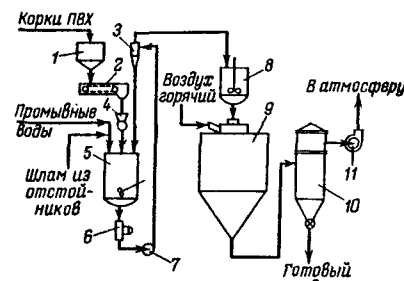 Корки ПВХ
1
2
3
4
Промывные
воды
5
Шлам из
отстой-
ников
6
7
8
Воздух
горячий
9
В атмосферу
11
10
Готовый